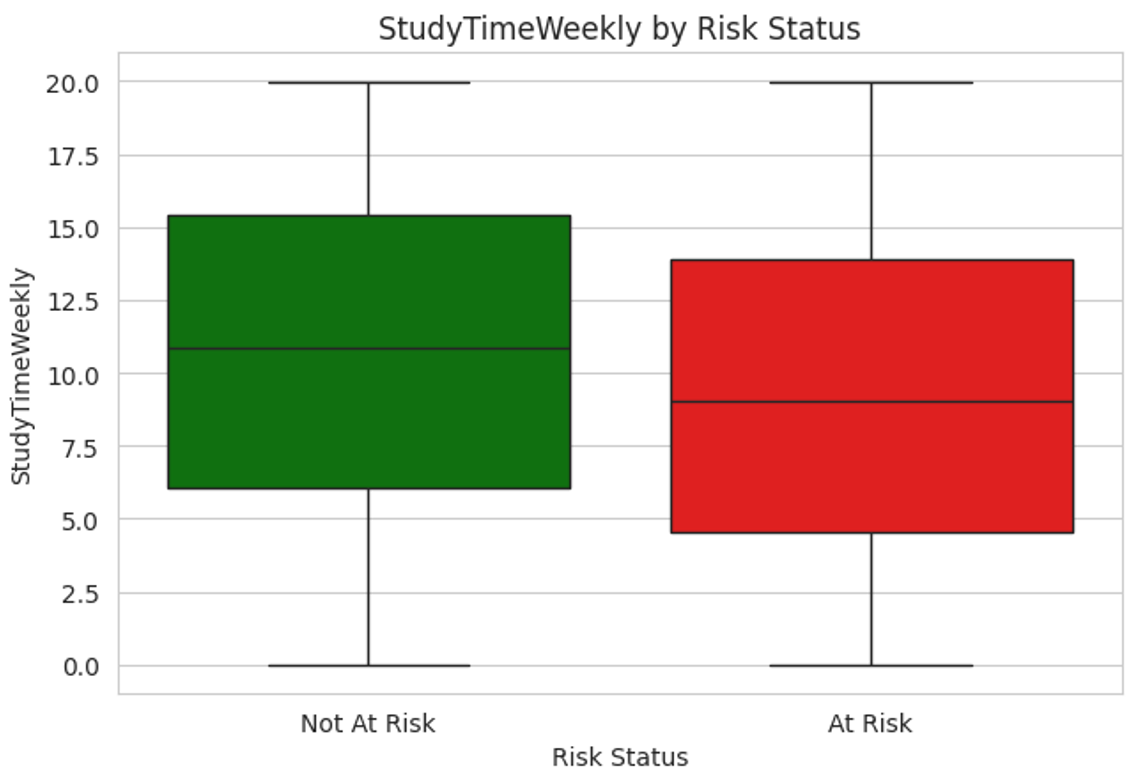 StudyTimeWeekly by Risk Status
StudyTimeWeekly
20.0
17.5
15.0
12.5
10.0
7.5
5.0
2.5
0.0
Not At Risk
At Risk
Risk Status